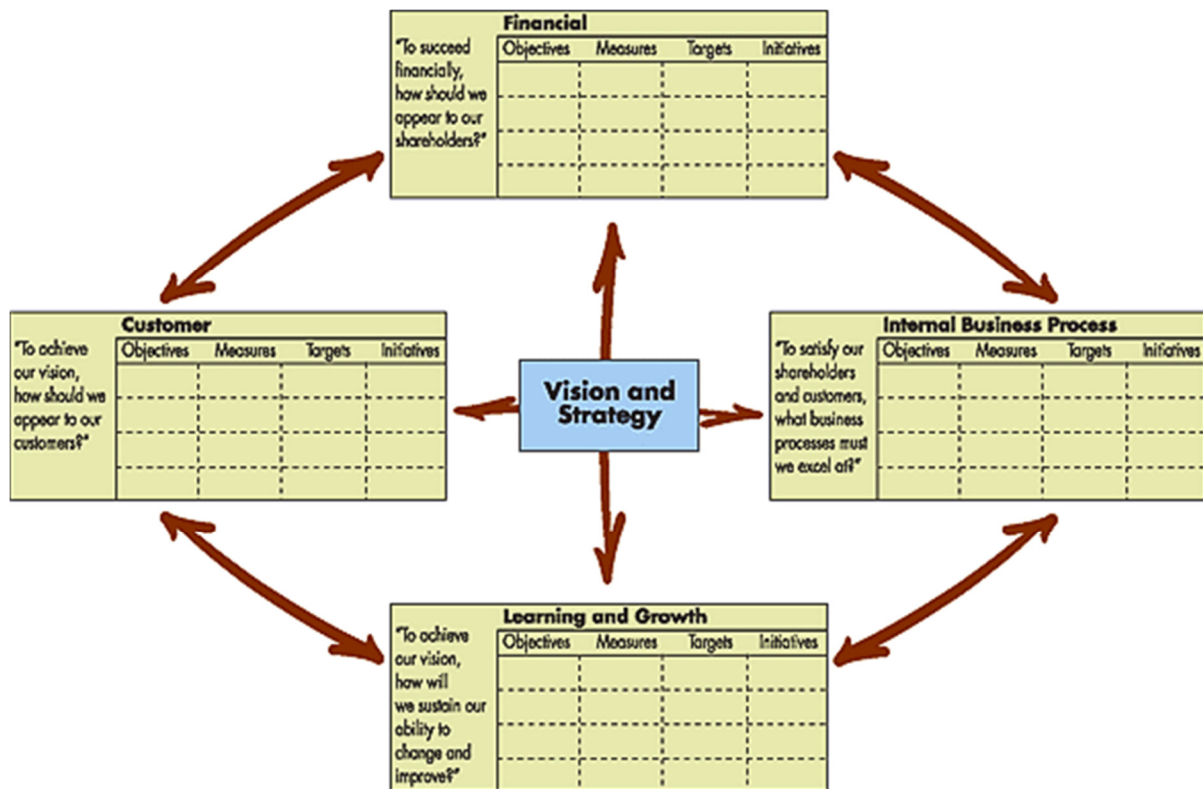 Financial
"To succeed
financially,
how should we
appear to our
shareholders?"
Objectives Measures Targets Initiatives
Customer
"To achieve
our vision,
how should we
appear to our
customers?"
Objectives Measures Targets Initiatives
Vision and
Strategy
Internal Business Process
"To satisfy our
shareholders
and customers,
what business
processes must
we excel at?"
Objectives Measures Targets Initiatives
Learning and Growth
"To achieve
our vision,
how will
we sustain our
ability to
change and
improve?"
Objectives Measures Targets Initiatives